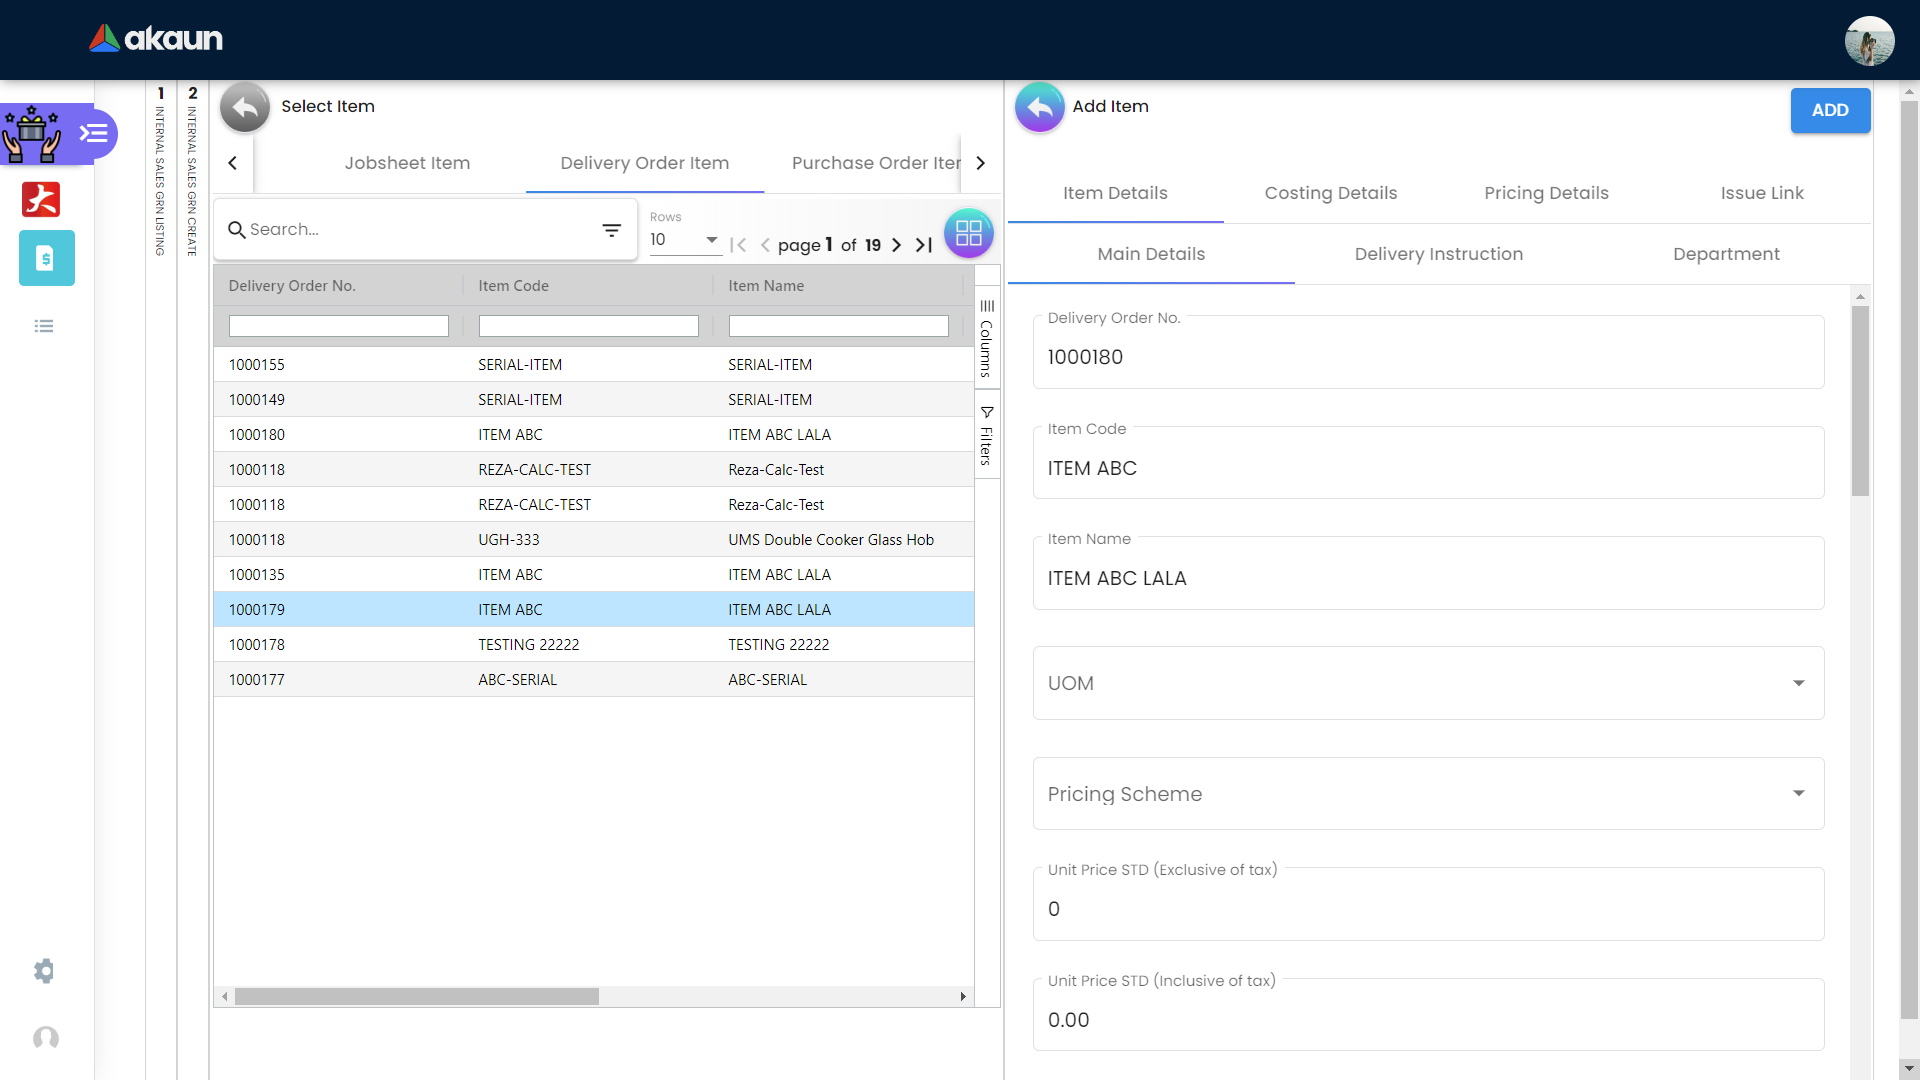 akaun
1 INTERNAL SALES GRN LISTING
2 INTERNAL SALES GRN CREATE
Select Item
Jobsheet Item
Delivery Order Item
Purchase Order Iter
Search...
Rows
10
page 1 of 19
Delivery Order No.
Item Code
Item Name
1000155 SERIAL-ITEM SERIAL-ITEM
1000149 SERIAL-ITEM SERIAL-ITEM
1000180 ITEM ABC ITEM ABC LALA
1000118 REZA-CALC-TEST Reza-Calc-Test
1000118 REZA-CALC-TEST Reza-Calc-Test
1000118 UGH-333 UMS Double Cooker Glass Hob
1000135 ITEM ABC ITEM ABC LALA
1000179 ITEM ABC ITEM ABC LALA
1000178 TESTING 22222 TESTING 22222
1000177 ABC-SERIAL ABC-SERIAL
Columns
Filters
Add Item
ADD
Item Details
Costing Details
Pricing Details
Issue Link
Main Details
Delivery Instruction
Department
Delivery Order No.
1000180
Item Code
ITEM ABC
Item Name
ITEM ABC LALA
UOM
Pricing Scheme
Unit Price STD (Exclusive of tax)
0
Unit Price STD (Inclusive of tax)
0.00